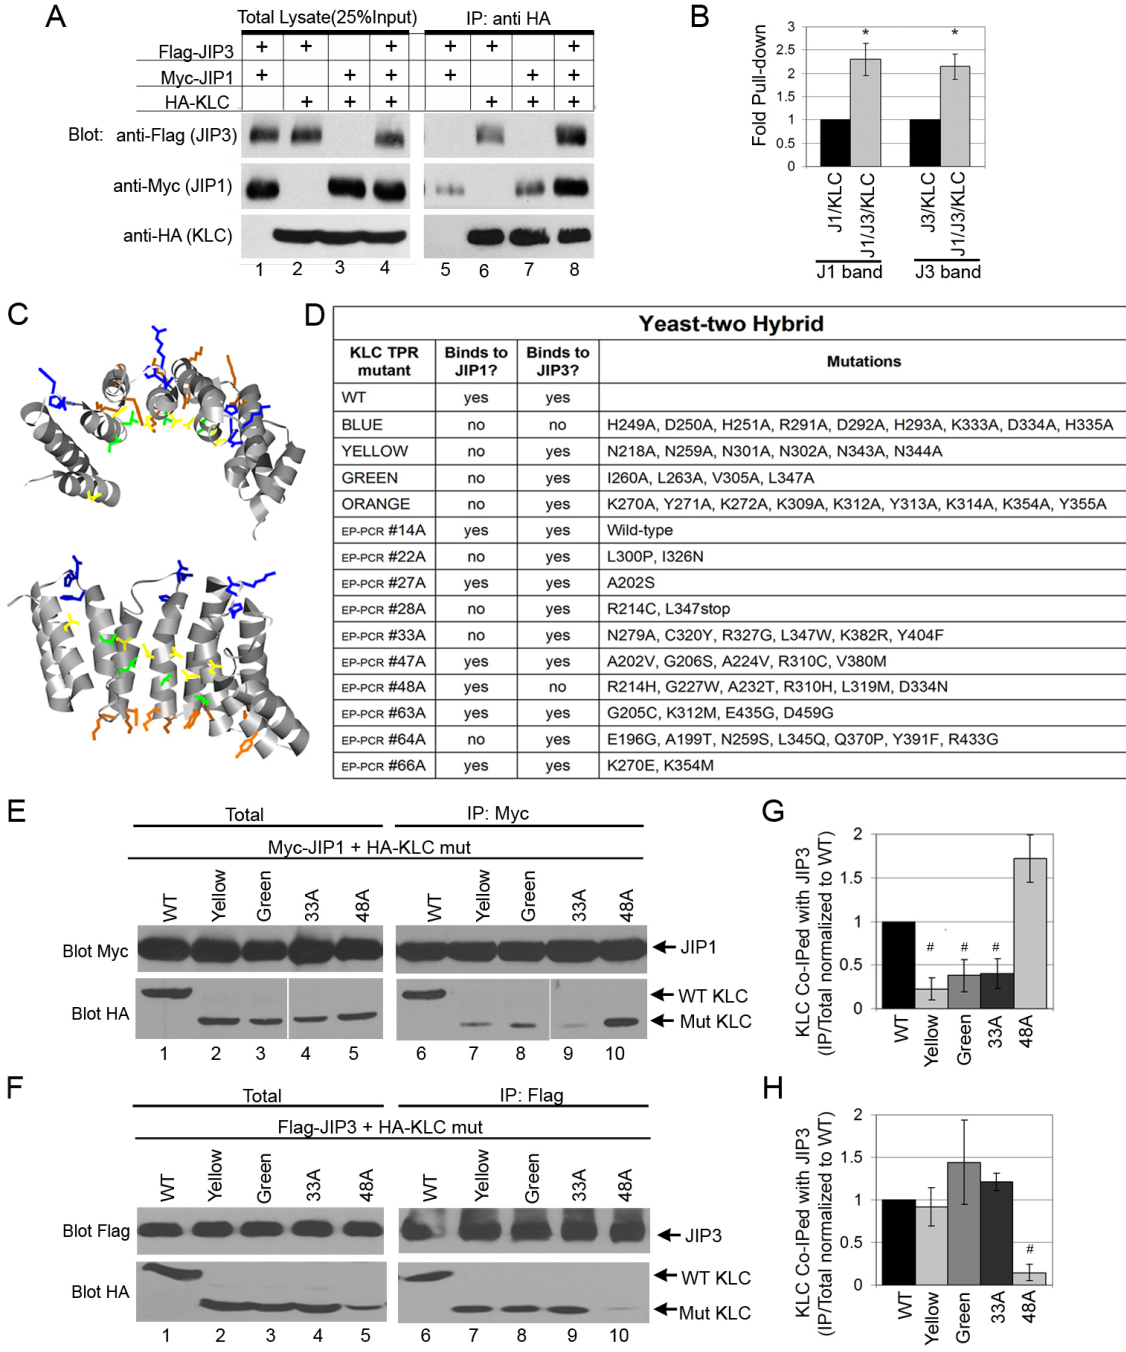 A
Total Lysate(25%Input)
IP: anti HA
Flag-JIP3 + + + + + +
Myc-JIP1 + + + + + +
HA-KLC + + + + + +
Blot: anti-Flag (JIP3)
anti-Myc (JIP1)
anti-HA (KLC)
1 2 3 4 5 6 7 8
B
Fold Pull-down
3
2.5
2
1.5
1
0.5
0
* *
J1/KLC
J1/J3/KLC
J3/KLC
J1/J3/KLC
J1 band
J3 band
C
D
Yeast-two Hybrid
KLC TPR mutant Binds to JIP1? Binds to JIP3? Mutations
WT yes yes
BLUE no no H249A, D250A, H251A, R291A, D292A, H293A, K333A, D334A, H335A
YELLOW no yes N218A, N259A, N301A, N302A, N343A, N344A
GREEN no yes I260A, L263A, V305A, L347A
ORANGE no yes K270A, Y271A, K272A, K309A, K312A, Y313A, K314A, K354A, Y355A
EP-PCR #14A yes yes Wild-type
EP-PCR #22A no yes L300P, I326N
EP-PCR #27A yes yes A202S
EP-PCR #28A no yes R214C, L347stop
EP-PCR #33A no yes N279A, C320Y, R327G, L347W, K382R, Y404F
EP-PCR #47A yes yes A202V, G206S, A224V, R310C, V380M
EP-PCR #48A yes no R214H, G227W, A232T, R310H, L319M, D334N
EP-PCR #63A yes yes G205C, K312M, E435G, D459G
EP-PCR #64A no yes E196G, A199T, N259S, L345Q, Q370P, Y391F, R433G
EP-PCR #66A yes yes K270E, K354M
E
Total
IP: Myc
Myc-JIP1 + HA-KLC mut
WT Yellow Green 33A 48A WT Yellow Green 33A 48A
Blot Myc
JIP1
Blot HA
WT KLC
Mut KLC
1 2 3 4 5 6 7 8 9 10
G
KLC Co-IPed with JIP3
(IP/Total normalized to WT)
2
1.5
1
0.5
0
# # #
WT Yellow Green 33A 48A
F
Total
IP: Flag
Flag-JIP3 + HA-KLC mut
WT Yellow Green 33A 48A WT Yellow Green 33A 48A
Blot Flag
JIP3
Blot HA
WT KLC
Mut KLC
1 2 3 4 5 6 7 8 9 10
H
KLC Co-IPed with JIP3
(IP/Total normalized to WT)
2
1.5
1
0.5
0
#
WT Yellow Green 33A 48A